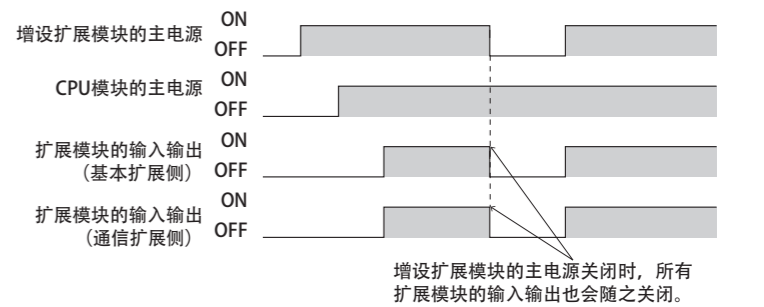 增设扩展模块的主电源 ON
OFF
CPU模块的主电源 ON
OFF
扩展模块的输入输出 ON
（基本扩展侧） OFF
扩展模块的输入输出 ON
（通信扩展侧） OFF
增设扩展模块的主电源关闭时，所有
扩展模块的输入输出也会随之关闭。